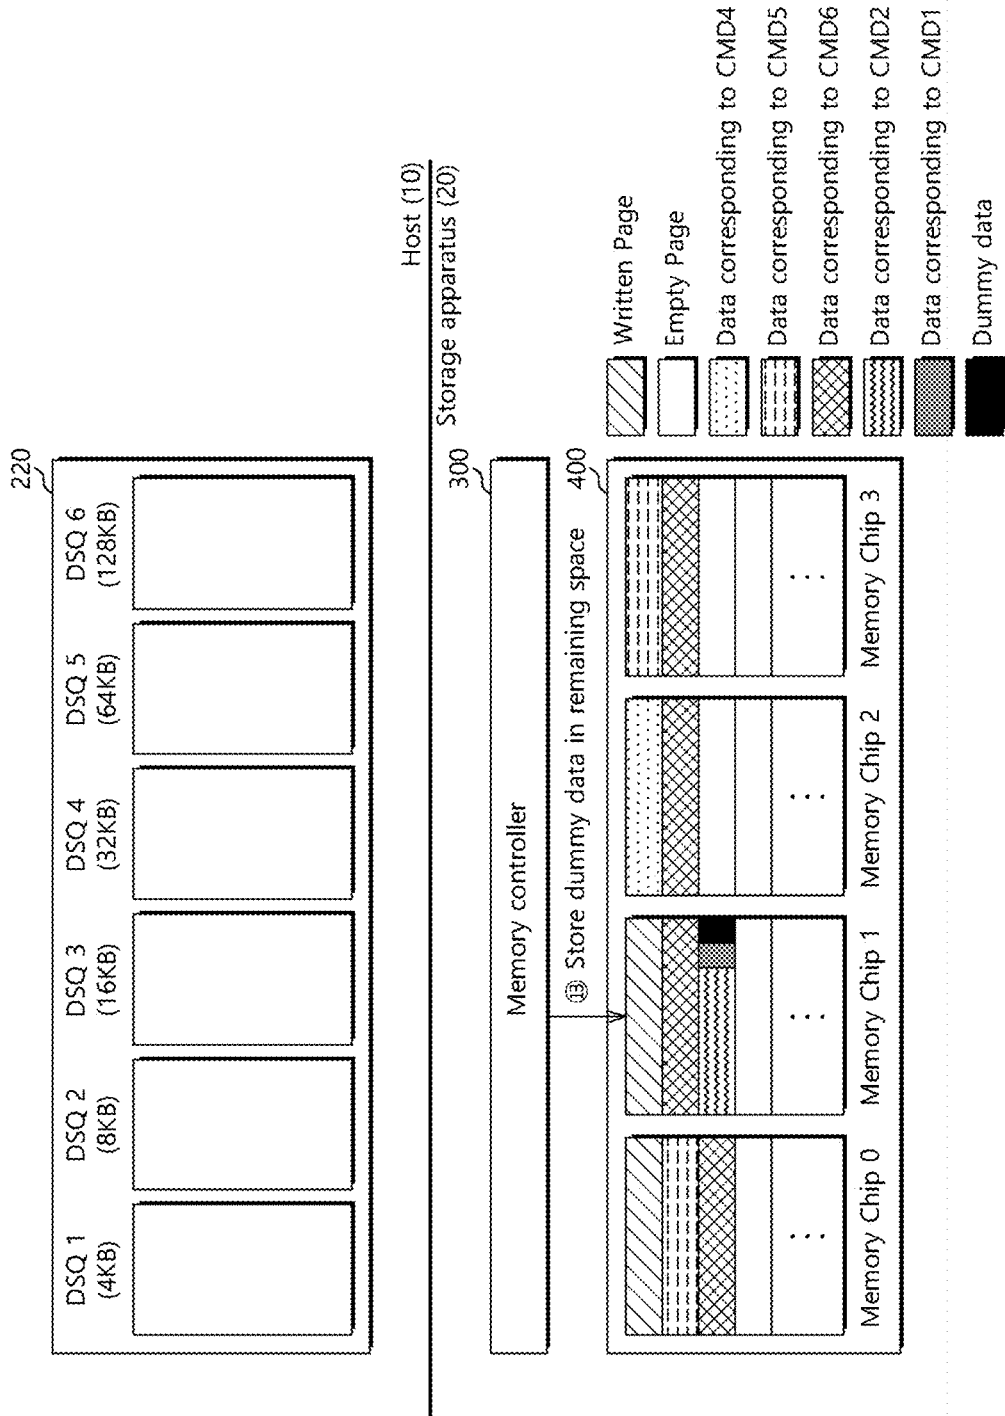 220
DSQ 1
(4KB)
DSQ 2
(8KB)
DSQ 3
(16KB)
DSQ 4
(32KB)
DSQ 5
(64KB)
DSQ 6
(128KB)
Host (10)
Storage apparatus (20)
300
Memory controller
⑬ Store dummy data in remaining space
400
...
...
...
...
Memory Chip 0
Memory Chip 1
Memory Chip 2
Memory Chip 3
Written Page
Empty Page
Data corresponding to CMD4
Data corresponding to CMD5
Data corresponding to CMD6
Data corresponding to CMD2
Data corresponding to CMD1
Dummy data